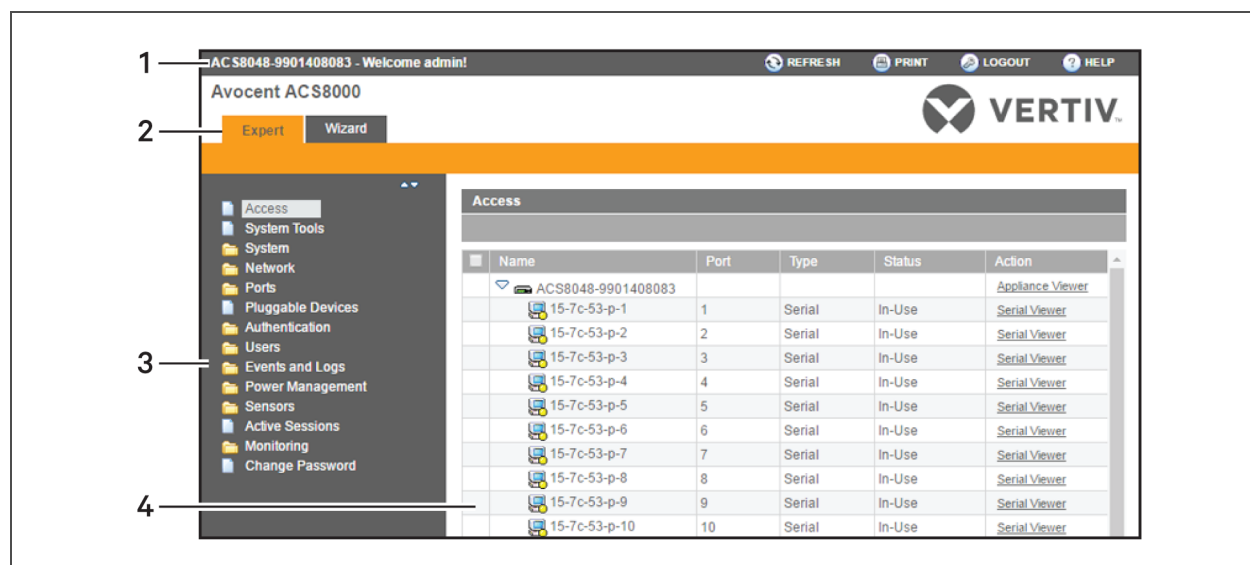 1
ACS8048-9901408083 - Welcome admin!
REFRESH
PRINT
LOGOUT
HELP
Avocent ACS8000
VERTIV™
2
Expert
Wizard
3
Access
System Tools
System
Network
Ports
Pluggable Devices
Authentication
Users
Events and Logs
Power Management
Sensors
Active Sessions
Monitoring
Change Password
4
Access
Name Port Type Status Action
ACS8048-9901408083 Appliance Viewer
15-7c-53-p-1 1 Serial In-Use Serial Viewer
15-7c-53-p-2 2 Serial In-Use Serial Viewer
15-7c-53-p-3 3 Serial In-Use Serial Viewer
15-7c-53-p-4 4 Serial In-Use Serial Viewer
15-7c-53-p-5 5 Serial In-Use Serial Viewer
15-7c-53-p-6 6 Serial In-Use Serial Viewer
15-7c-53-p-7 7 Serial In-Use Serial Viewer
15-7c-53-p-8 8 Serial In-Use Serial Viewer
15-7c-53-p-9 9 Serial In-Use Serial Viewer
15-7c-53-p-10 10 Serial In-Use Serial Viewer